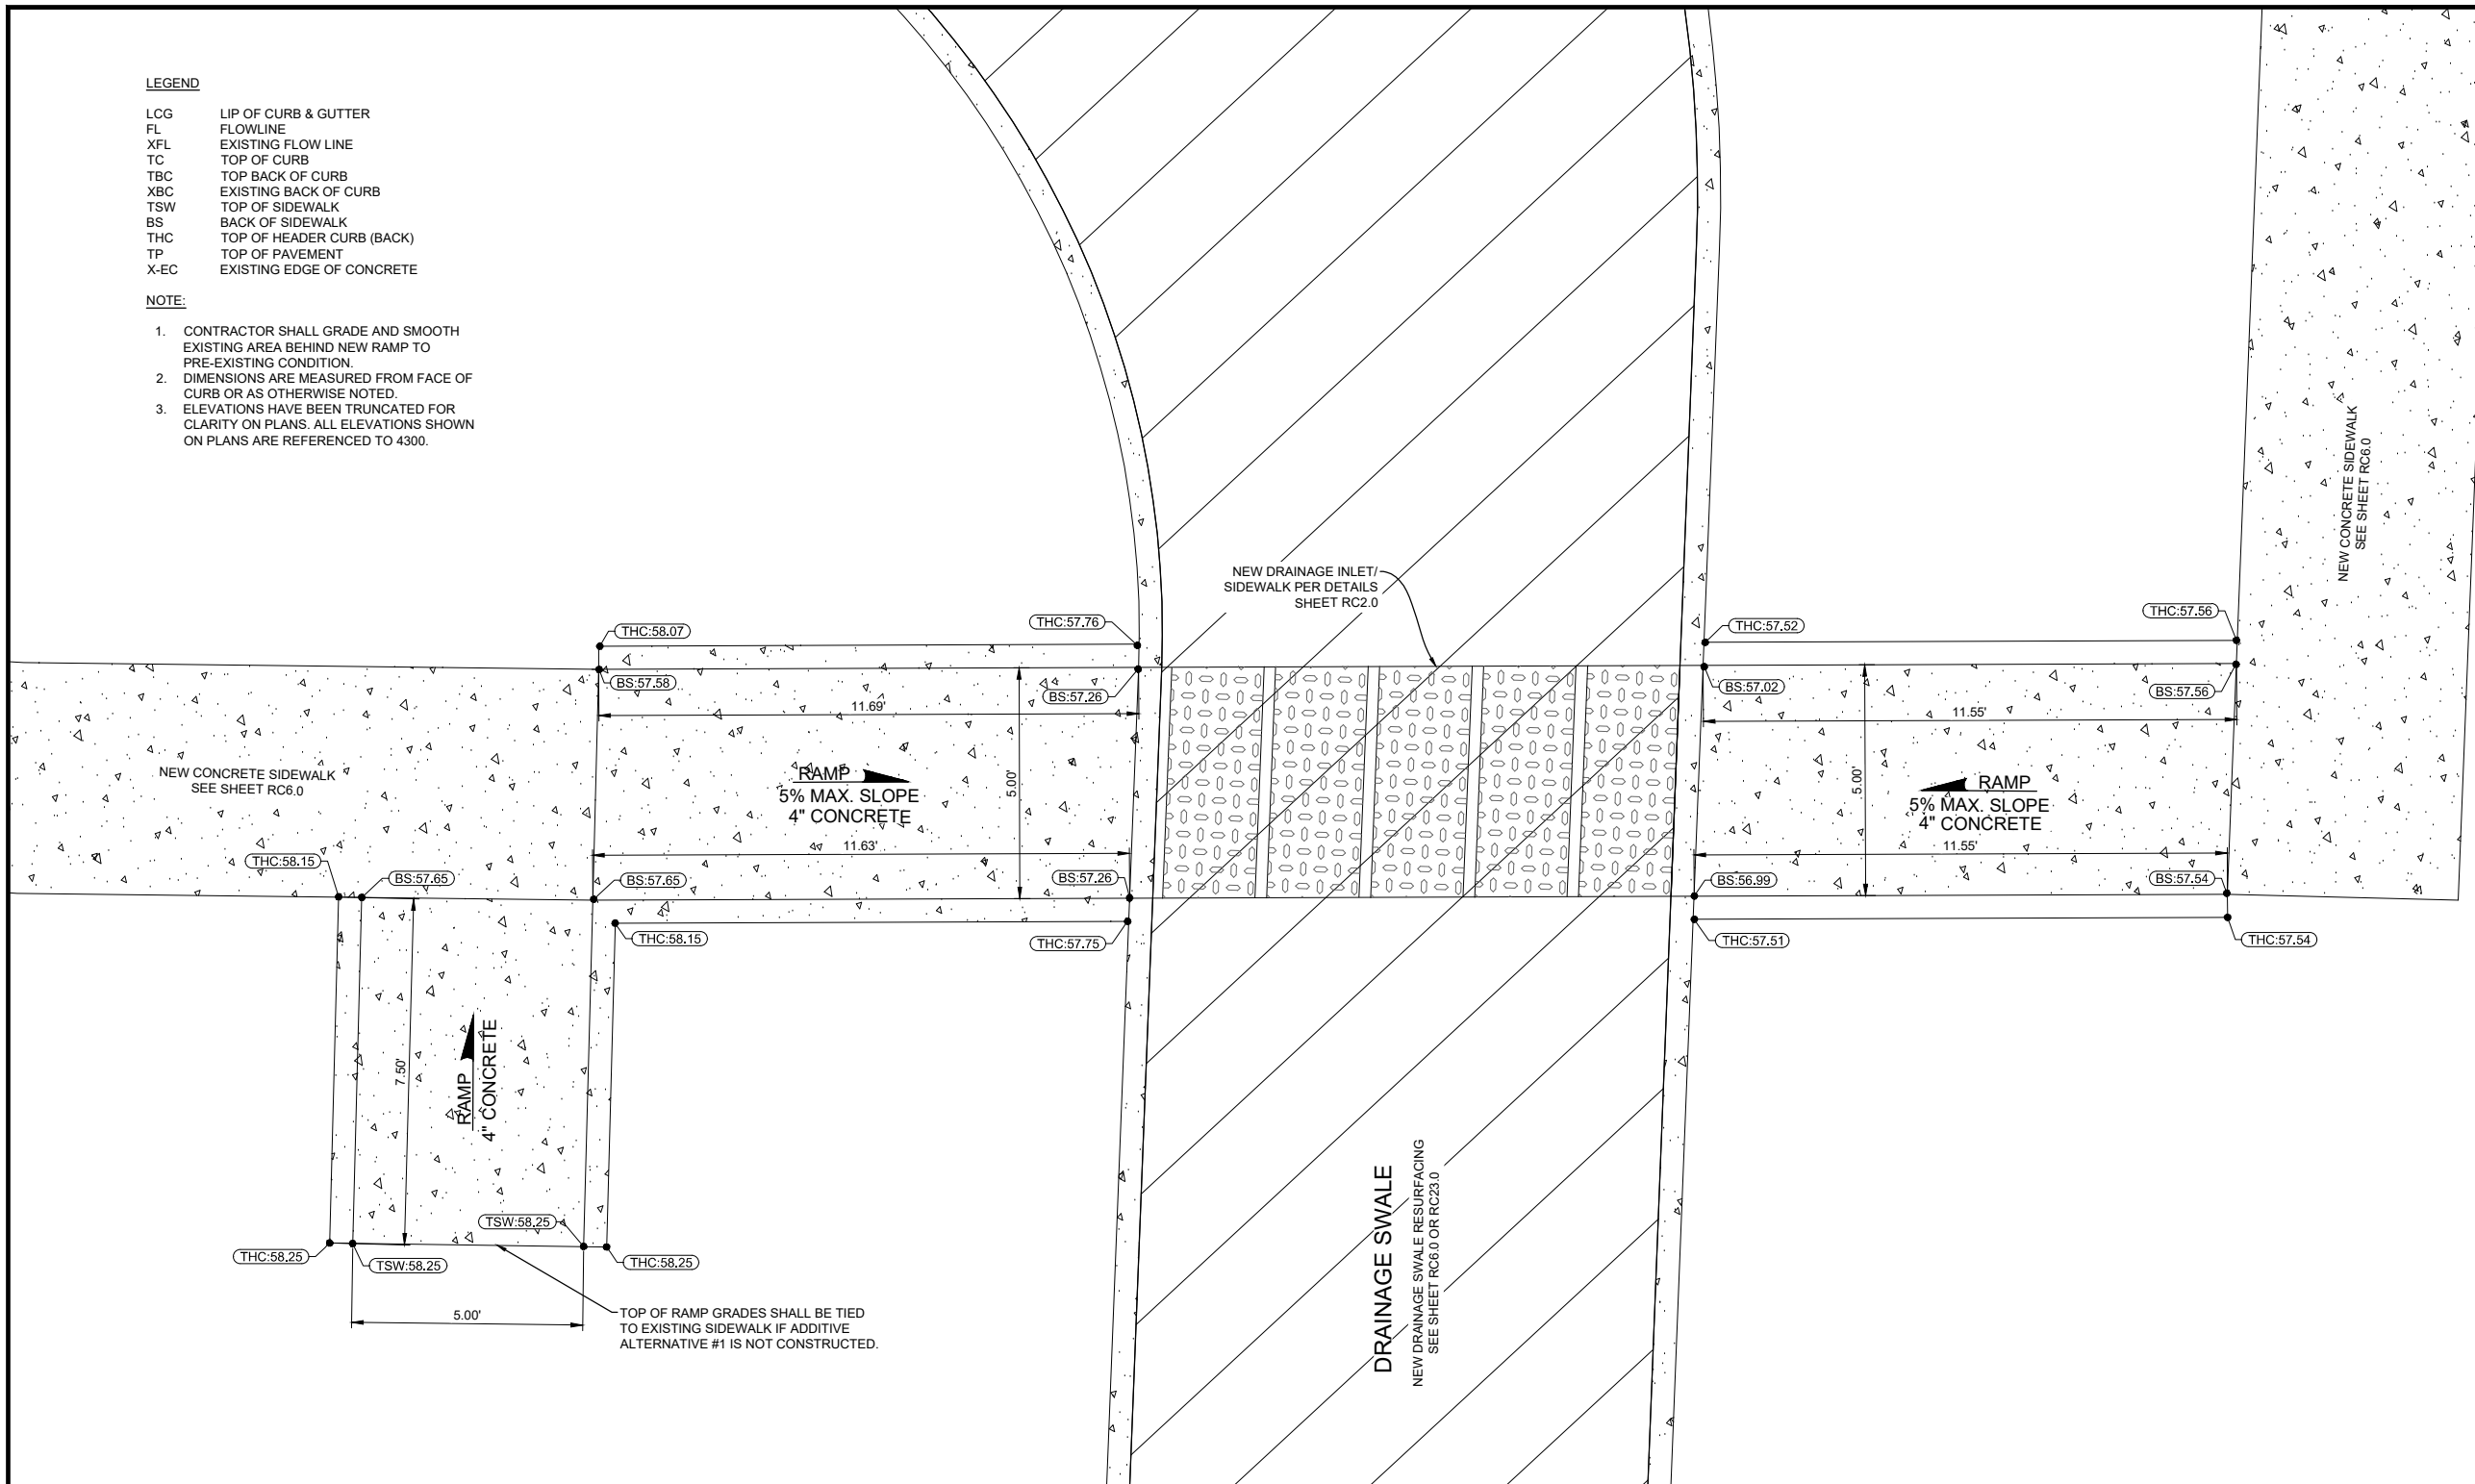 LEGEND
LCG LIP OF CURB & GUTTER
FL FLOWLINE
XFL EXISTING FLOW LINE
TC TOP OF CURB
TBC TOP BACK OF CURB
XBC EXISTING BACK OF CURB
TSW TOP OF SIDEWALK
BS BACK OF SIDEWALK
THC TOP OF HEADER CURB (BACK)
TP TOP OF PAVEMENT
X-EC EXISTING EDGE OF CONCRETE
NOTE:
1. CONTRACTOR SHALL GRADE AND SMOOTH
EXISTING AREA BEHIND NEW RAMP TO
PRE-EXISTING CONDITION.
2. DIMENSIONS ARE MEASURED FROM FACE OF
CURB OR AS OTHERWISE NOTED.
3. ELEVATIONS HAVE BEEN TRUNCATED FOR
CLARITY ON PLANS. ALL ELEVATIONS SHOWN
ON PLANS ARE REFERENCED TO 4300.
NEW CONCRETE SIDEWALK
SEE SHEET RC6.0
NEW DRAINAGE INLET/
SIDEWALK PER DETAILS
SHEET RC2.0
THC:58.07
THC:57.76
THC:57.52
THC:57.56
BS:57.58
BS:57.26
BS:57.02
BS:57.56
11.69'
11.55'
NEW CONCRETE SIDEWALK
SEE SHEET RC6.0
RAMP
5% MAX. SLOPE
4" CONCRETE
5.00'
5.00'
RAMP
5% MAX. SLOPE
4" CONCRETE
11.63'
11.55'
THC:58.15
BS:57.65
BS:57.65
BS:57.26
BS:56.99
BS:57.54
THC:58.15
THC:57.75
THC:57.51
THC:57.54
7.50'
RAMP
4" CONCRETE
TSW:58.25
THC:58.25
TSW:58.25
THC:58.25
5.00'
TOP OF RAMP GRADES SHALL BE TIED
TO EXISTING SIDEWALK IF ADDITIVE
ALTERNATIVE #1 IS NOT CONSTRUCTED.
DRAINAGE SWALE
NEW DRAINAGE SWALE RESURFACING
SEE SHEET RC6.0 OR RC23.0